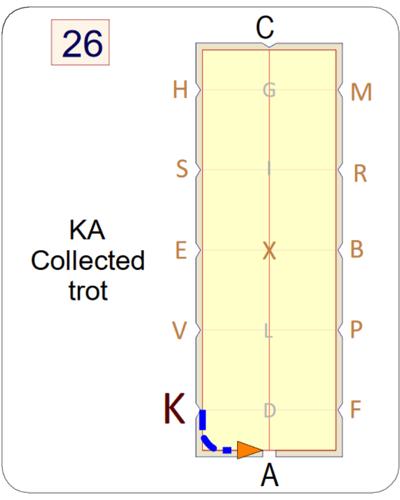 26
C
H G M
S I R
KA
Collected
trot
E X B
V L P
K D F
A